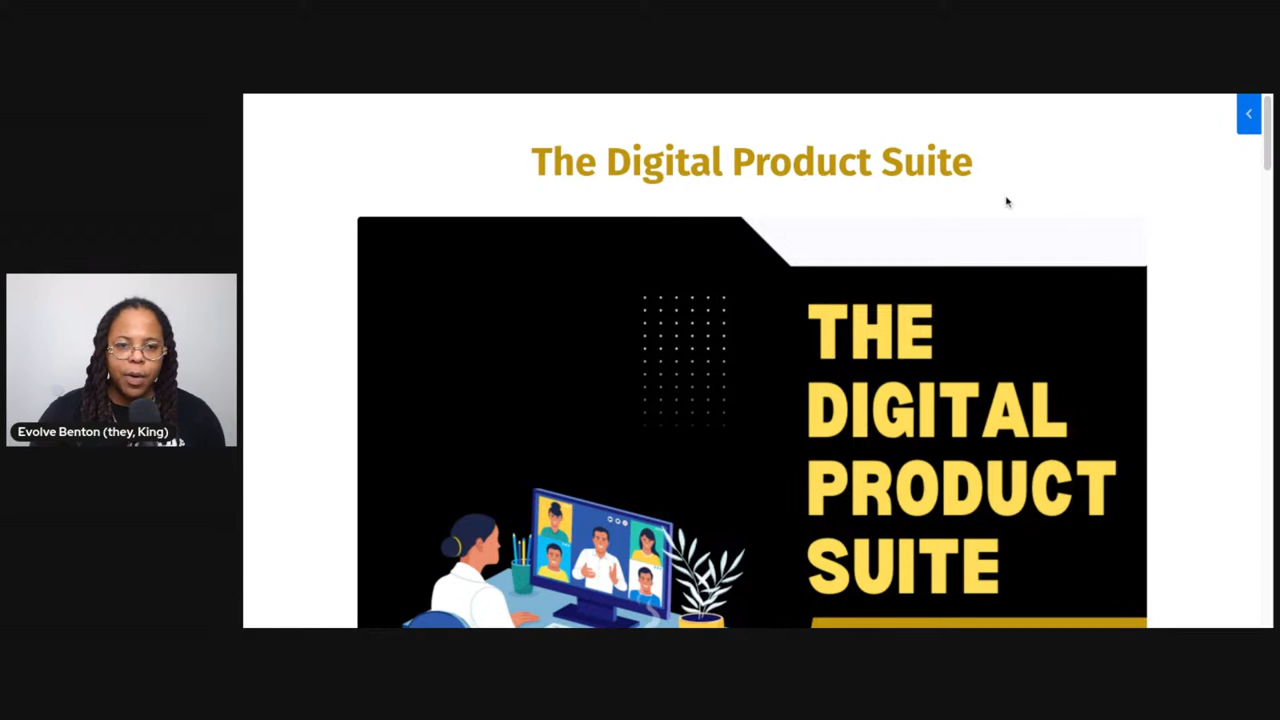 The Digital Product Suite
THE
DIGITAL
PRODUCT
SUITE
Evolve Benton (they, King)